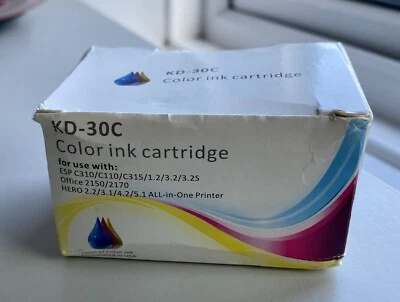 KD-30C
Color ink cartridge
KD-30C
Color ink cartridge
for use with:
ESP C310/C110/C315/1.2/3.2/3.2S
Office 2150/2170
HERO 2.2/3.1/4.2/5.1 ALL-in-One Printer